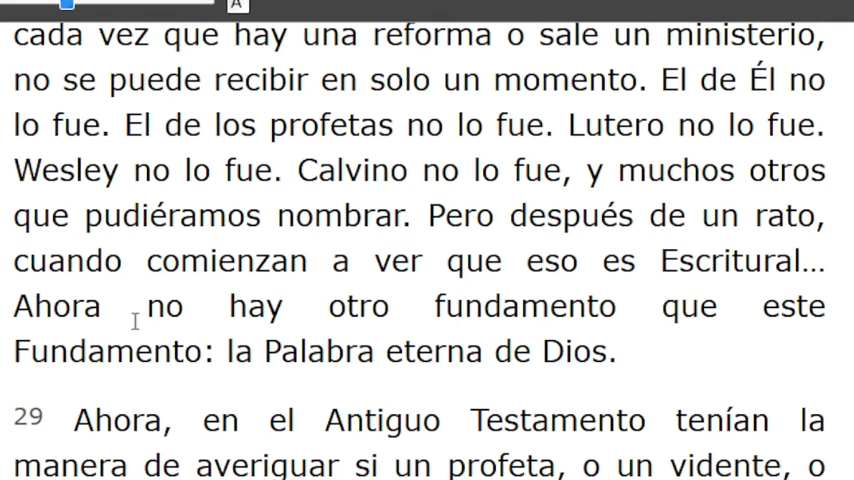 A
cada vez que hay una reforma o sale un ministerio,
no se puede recibir en solo un momento. El de Él no
lo fue. El de los profetas no lo fue. Lutero no lo fue.
Wesley no lo fue. Calvino no lo fue, y muchos otros
que pudiéramos nombrar. Pero después de un rato,
cuando comienzan a ver que eso es Escritural...
Ahora no hay otro fundamento que este
Fundamento: la Palabra eterna de Dios.
29 Ahora, en el Antiguo Testamento tenían la
manera de averiguar si un profeta, o un vidente, o